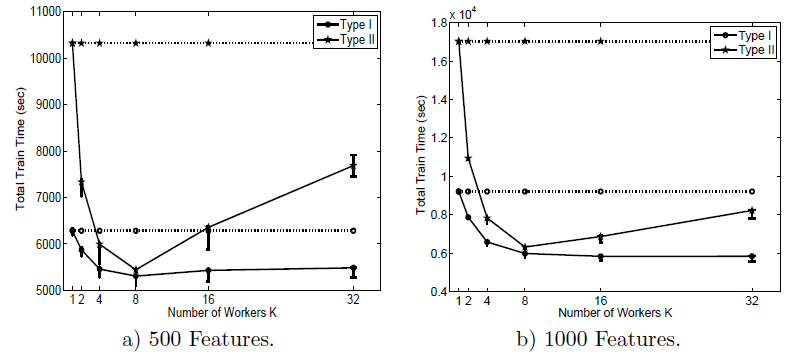 11000
10000
9000
8000
7000
6000
5000
Total Train Time (sec)
Type I
Type II
1 2 4 8 16 32
Number of Workers K
a) 500 Features.
x 10^4
1.8
1.6
1.4
1.2
1
0.8
0.6
0.4
Total Train Time (sec)
Type I
Type II
1 2 4 8 16 32
Number of Workers K
b) 1000 Features.